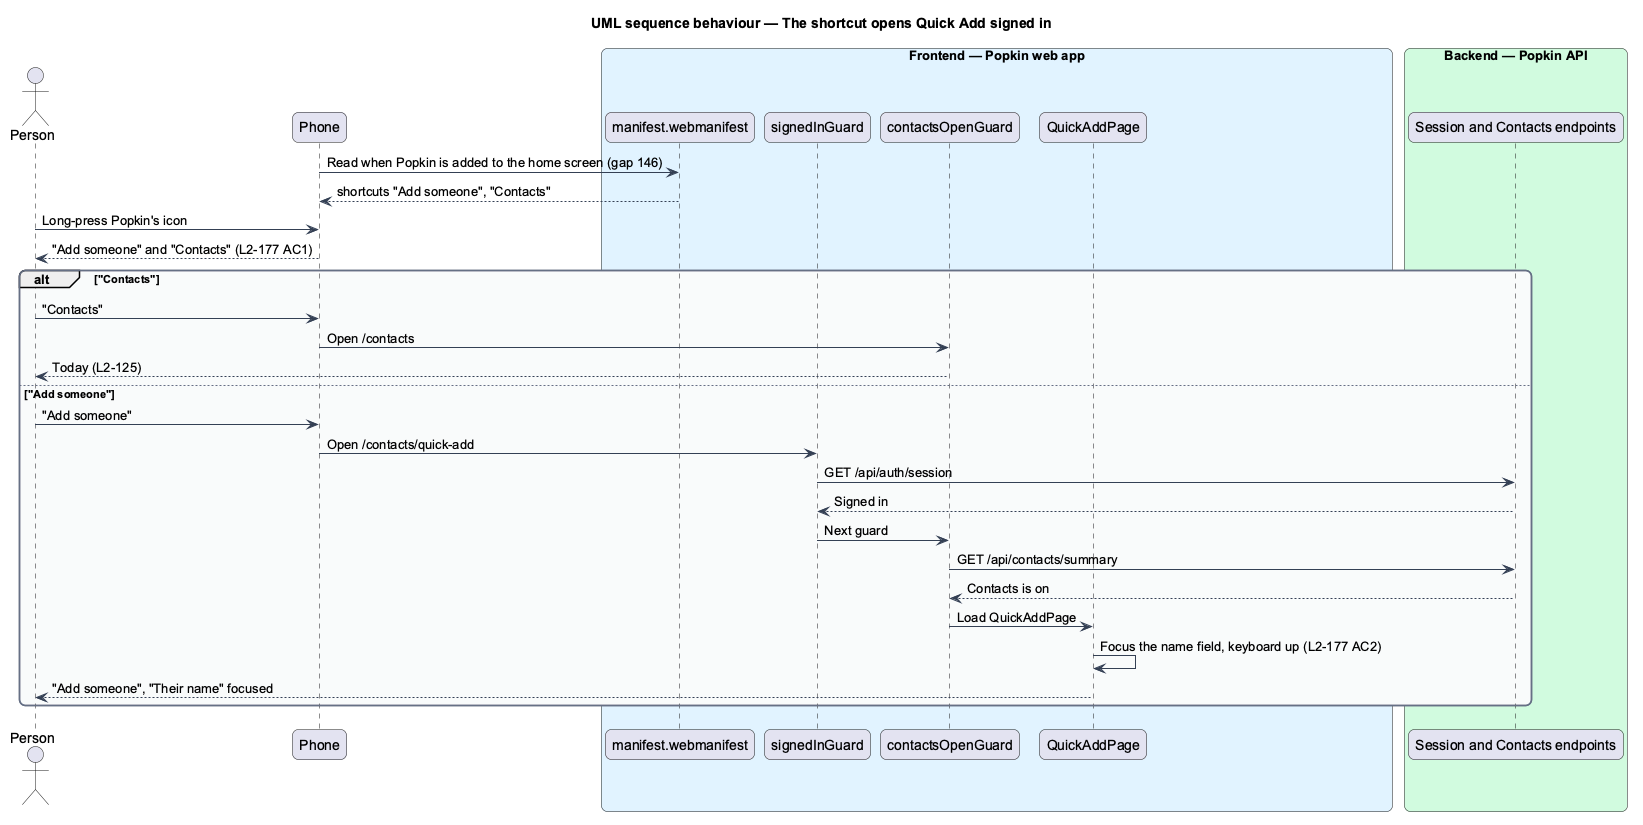 UML sequence behaviour — The shortcut opens Quick Add signed in
Frontend — Popkin web app
Backend — Popkin API
Person
Phone
manifest.webmanifest
signedInGuard
contactsOpenGuard
QuickAddPage
Session and Contacts endpoints
Read when Popkin is added to the home screen (gap 146)
shortcuts "Add someone", "Contacts"
Long-press Popkin's icon
"Add someone" and "Contacts" (L2-177 AC1)
alt
["Contacts"]
"Contacts"
Open /contacts
Today (L2-125)
["Add someone"]
"Add someone"
Open /contacts/quick-add
GET /api/auth/session
Signed in
Next guard
GET /api/contacts/summary
Contacts is on
Load QuickAddPage
Focus the name field, keyboard up (L2-177 AC2)
"Add someone", "Their name" focused
Person
Phone
manifest.webmanifest
signedInGuard
contactsOpenGuard
QuickAddPage
Session and Contacts endpoints